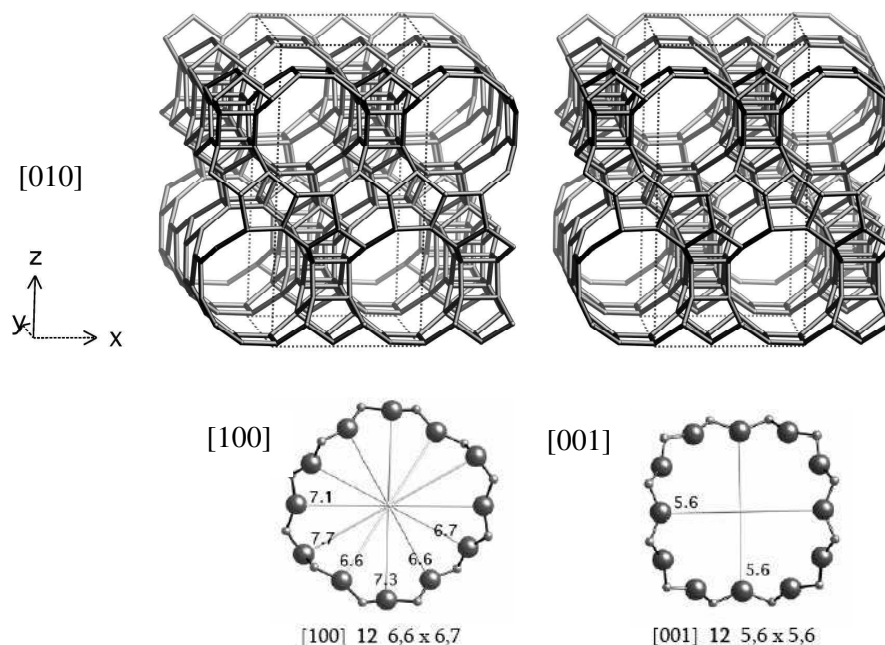 [010]
z
y
x
[100]
7.1
7.7
6.6
7.3
6.6
6.7
[100] 12 6,6 x 6,7
[001]
5.6
5.6
[001] 12 5,6 x 5,6